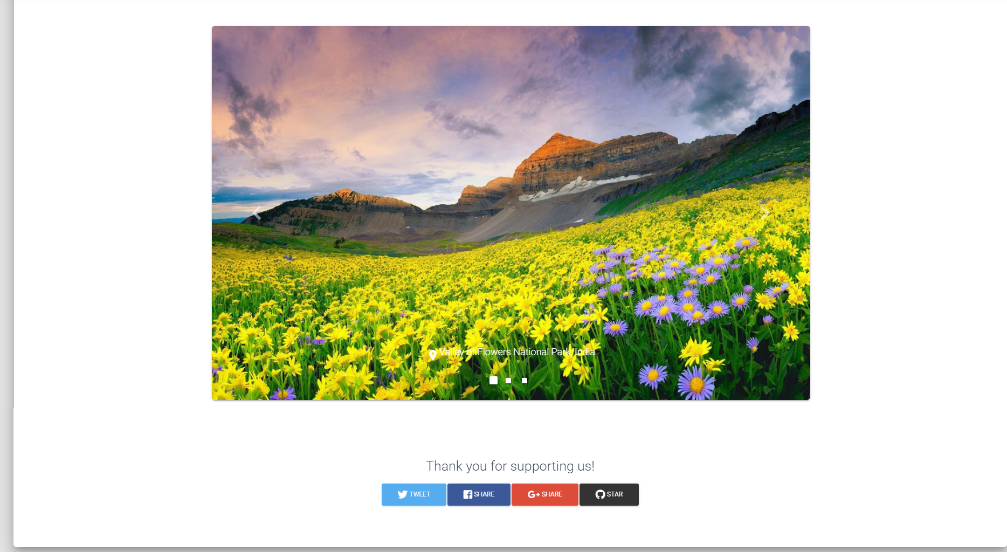 Valley of Flowers National Park, India
Thank you for supporting us!
TWEET
SHARE
SHARE
STAR